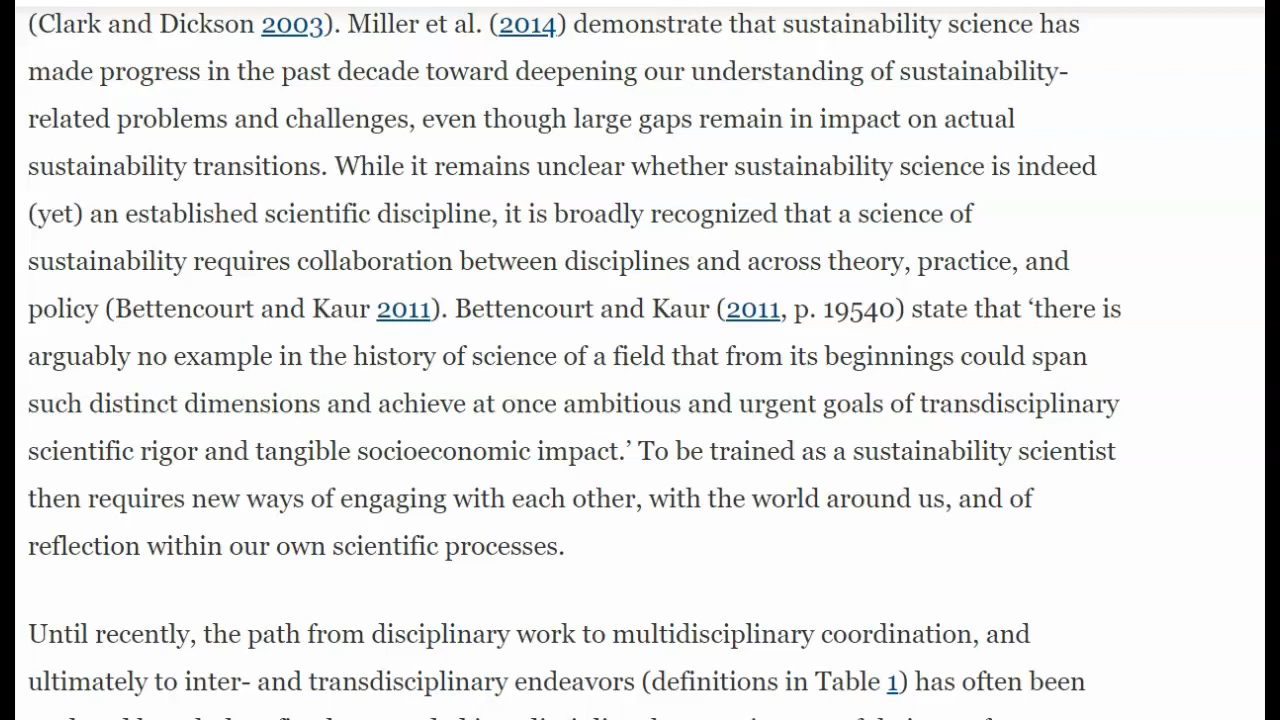 (Clark and Dickson 2003). Miller et al. (2014) demonstrate that sustainability science has
made progress in the past decade toward deepening our understanding of sustainability-
related problems and challenges, even though large gaps remain in impact on actual
sustainability transitions. While it remains unclear whether sustainability science is indeed
(yet) an established scientific discipline, it is broadly recognized that a science of
sustainability requires collaboration between disciplines and across theory, practice, and
policy (Bettencourt and Kaur 2011). Bettencourt and Kaur (2011, p. 19540) state that ‘there is
arguably no example in the history of science of a field that from its beginnings could span
such distinct dimensions and achieve at once ambitious and urgent goals of transdisciplinary
scientific rigor and tangible socioeconomic impact.’ To be trained as a sustainability scientist
then requires new ways of engaging with each other, with the world around us, and of
reflection within our own scientific processes.
Until recently, the path from disciplinary work to multidisciplinary coordination, and
ultimately to inter- and transdisciplinary endeavors (definitions in Table 1) has often been